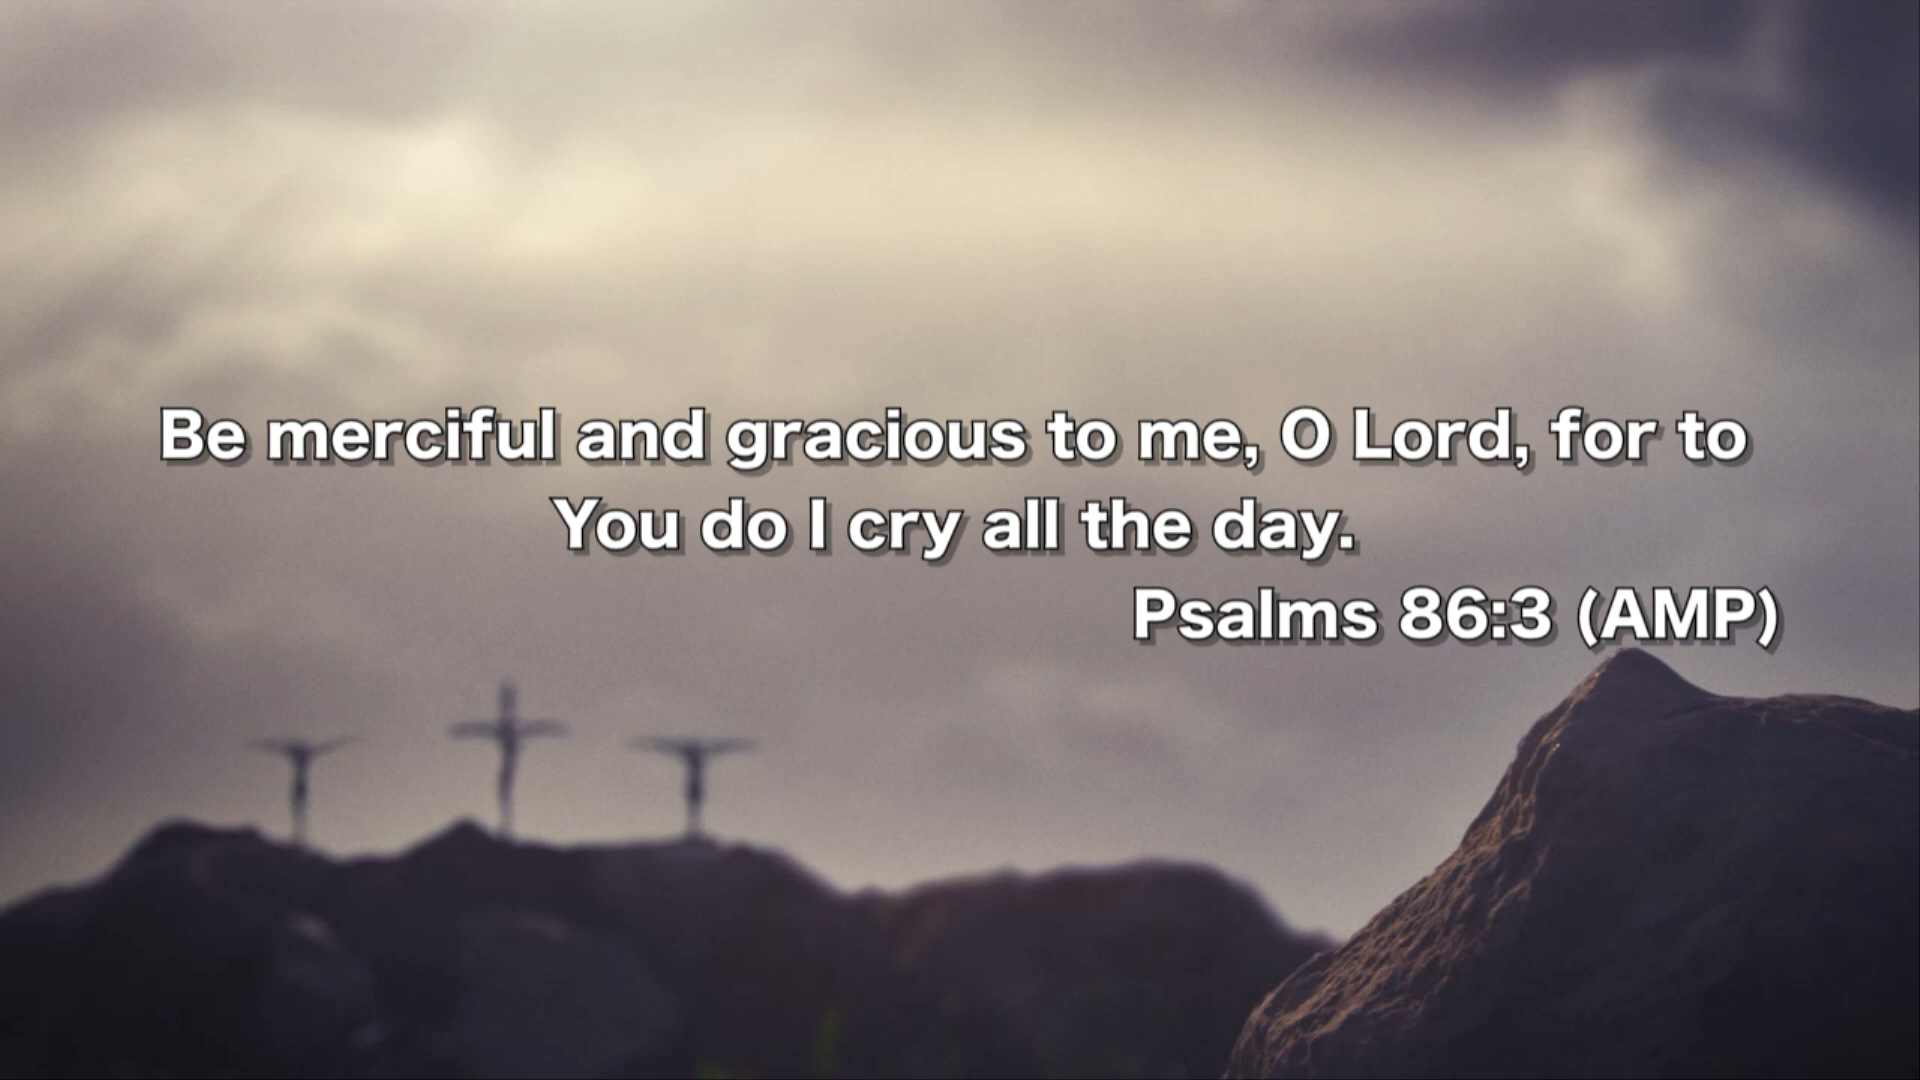 Be merciful and gracious to me, O Lord, for to
You do I cry all the day.
Psalms 86:3 (AMP)